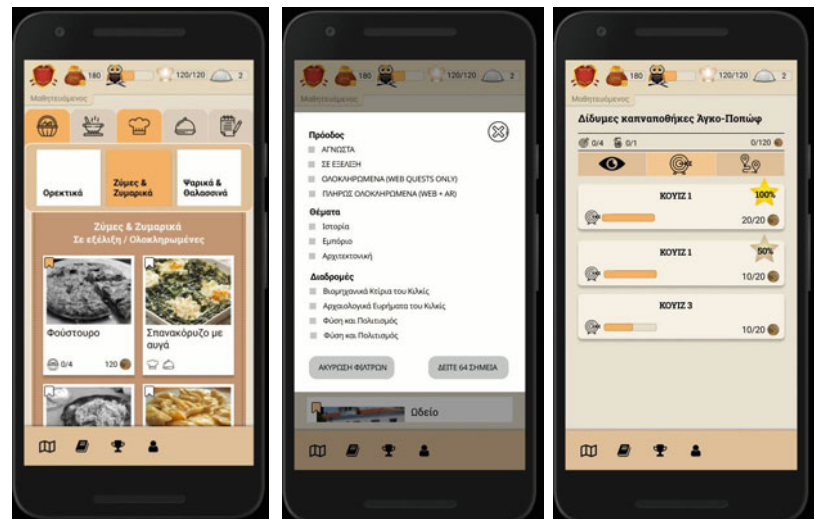 180
120/120
2
Μαθητευόμενος
Ορεκτικά
Ζύμες &
Ζυμαρικά
Ψαρικά &
Θαλασσινά
Ζύμες & Ζυμαρικά
Σε εξέλιξη / Ολοκληρωμένες
Φούστουρο
0/4
120
Σπανακόρυζο με
αυγά
180
120/120
2
Μαθητευόμενος
Πρόοδος
ΑΓΝΩΣΤΑ
ΣΕ ΕΞΕΛΙΞΗ
ΟΛΟΚΛΗΡΩΜΕΝΑ (WEB QUESTS ONLY)
ΠΛΗΡΩΣ ΟΛΟΚΛΗΡΩΜΕΝΑ (WEB + AR)
Θέματα
Ιστορία
Εμπόριο
Αρχιτεκτονική
Διαδρομές
Βιομηχανικά Κτίρια του Κιλκίς
Αρχαιολογικά Ευρήματα του Κιλκίς
Φύση και Πολιτισμός
Φύση και Πολιτισμός
ΑΚΥΡΩΣΗ ΦΙΛΤΡΩΝ
ΔΕΙΤΕ 64 ΣΗΜΕΙΑ
Ωδείο
180
120/120
2
Μαθητευόμενος
Δίδυμες καπναποθήκες Άγκο-Ποπώφ
0/4
0/1
0/120
ΚΟΥΙΖ 1
100%
20/20
ΚΟΥΙΖ 1
50%
10/20
ΚΟΥΙΖ 3
10/20